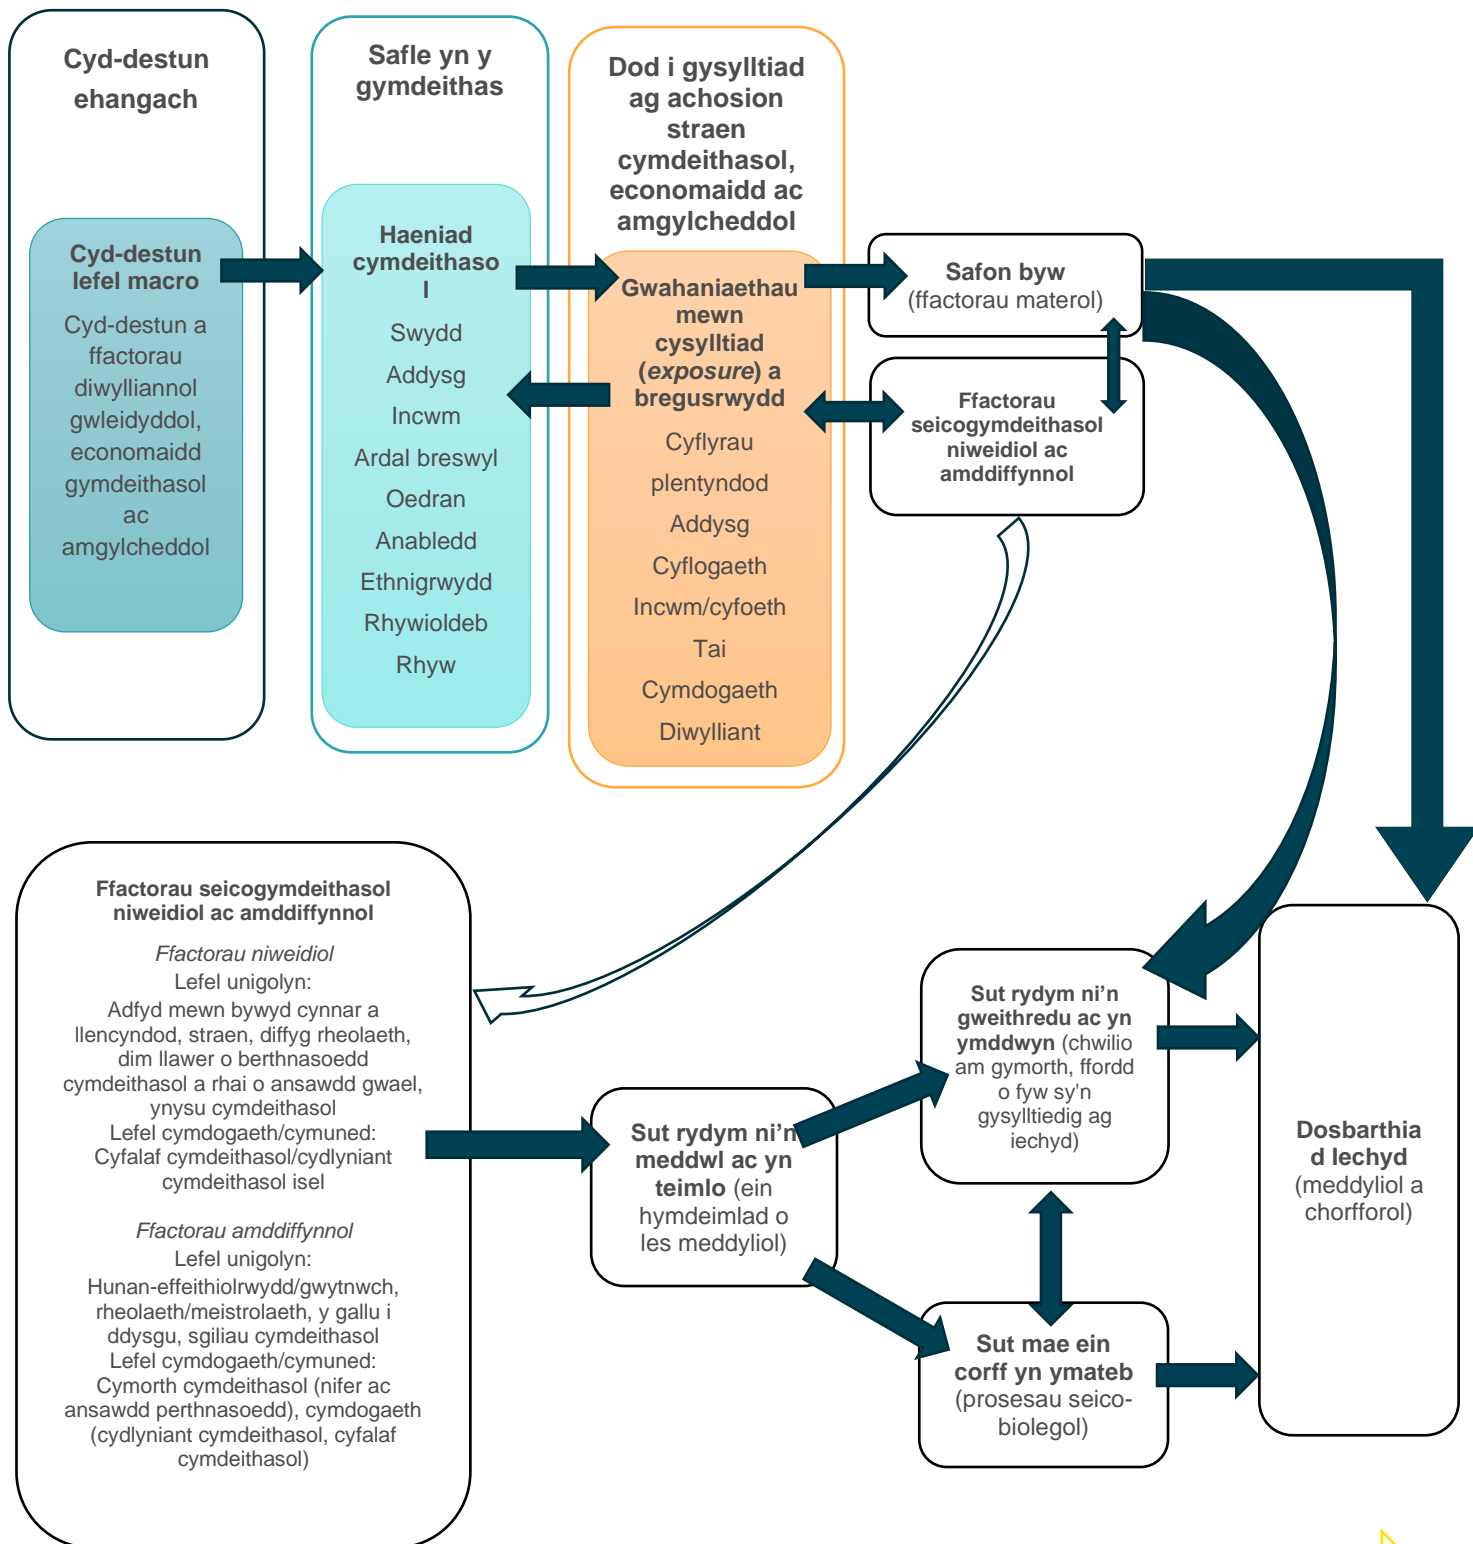 Cyd-destun
ehangach
Cyd-destun
lefel macro
Cyd-destun a
ffactorau
diwylliannol
gwleidyddol,
economaidd
gymdeithasol
ac
amgylcheddol
Safle yn y
gymdeithas
Haeniad
cymdeithaso
l
Swydd
Addysg
Incwm
Ardal breswyl
Oedran
Anabledd
Ethnigrwydd
Rhywioldeb
Rhyw
Dod i gysylltiad
ag achosion
straen
cymdeithasol,
economaidd ac
amgylcheddol
Gwahaniaethau
mewn
cysylltiad
(exposure) a
bregusrwydd
Cyflyrau
plentyndod
Addysg
Cyflogaeth
Incwm/cyfoeth
Tai
Cymdogaeth
Diwylliant
Safon byw
(ffactorau materol)
Ffactorau
seicogymdeithasol
niweidiol ac
amddiffynnol
Ffactorau seicogymdeithasol
niweidiol ac amddiffynnol
Ffactorau niweidiol
Lefel unigolyn:
Adfyd mewn bywyd cynnar a
llencyndod, straen, diffyg rheolaeth,
dim llawer o berthnasoedd
cymdeithasol a rhai o ansawdd gwael,
ynysu cymdeithasol
Lefel cymdogaeth/cymuned:
Cyfalaf cymdeithasol/cydlyniant
cymdeithasol isel
Ffactorau amddiffynnol
Lefel unigolyn:
Hunan-effeithiolrwydd/gwytnwch,
rheolaeth/meistrolaeth, y gallu i
ddysgu, sgiliau cymdeithasol
Lefel cymdogaeth/cymuned:
Cymorth cymdeithasol (nifer ac
ansawdd perthnasoedd), cymdogaeth
(cydlyniant cymdeithasol, cyfalaf
cymdeithasol)
Sut rydym ni'n
meddwl ac yn
teimlo (ein
hymdeimlad o
les meddyliol)
Sut rydym ni'n
gweithredu ac yn
ymddwyn (chwilio
am gymorth, ffordd
o fyw sy'n
gysylltiedig ag
iechyd)
Sut mae ein
corff yn ymateb
(prosesau seico-
biolegol)
Dosbarthia
d Iechyd
(meddyliol a
chorfforol)